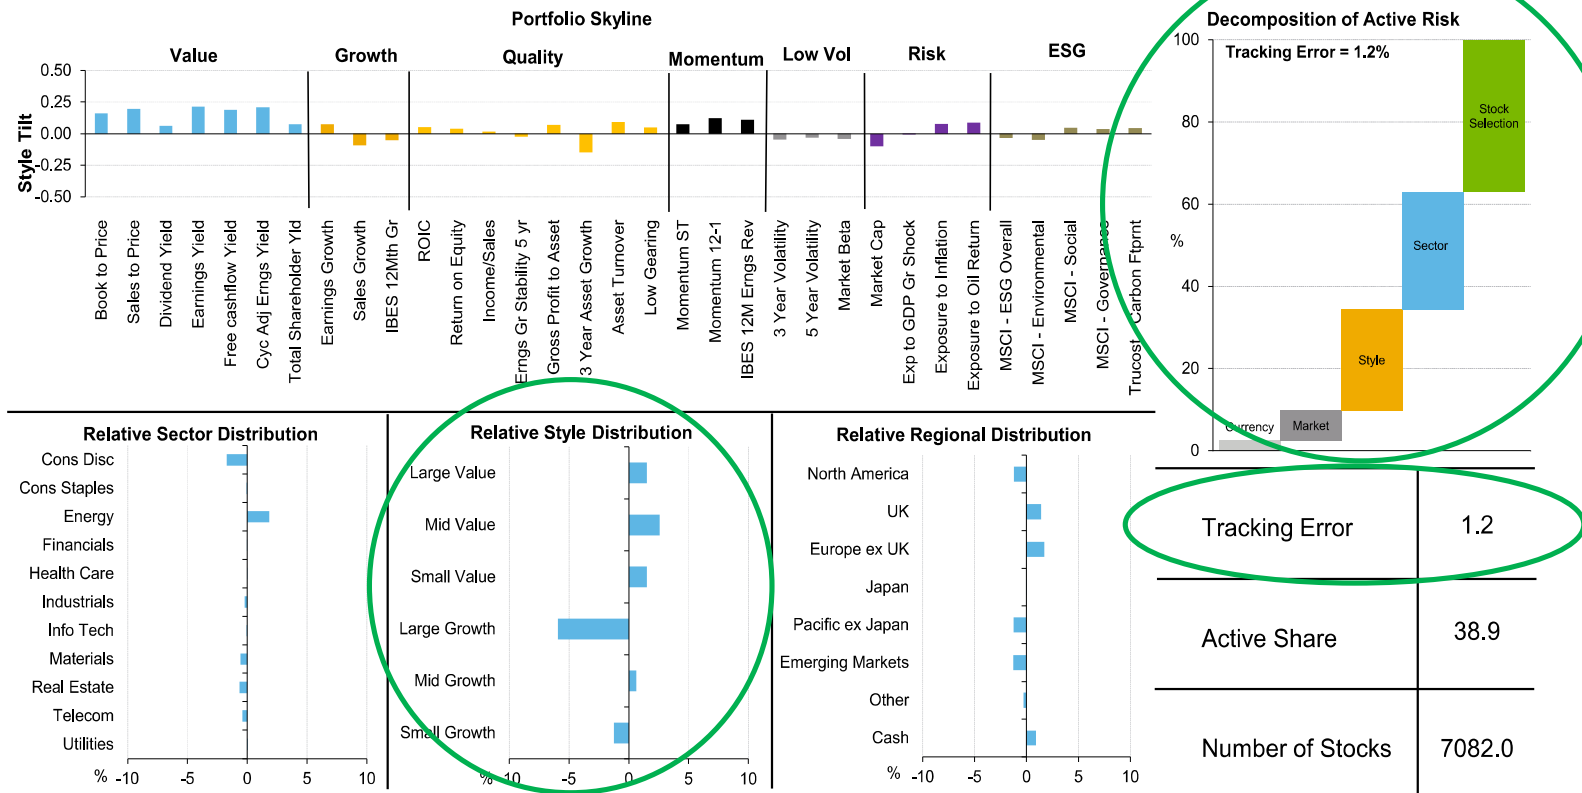 Portfolio Skyline
Value
Growth
Quality
Momentum
Low Vol
Risk
ESG
Style Tilt
0.50
0.25
0.00
-0.25
-0.50
Book to Price
Sales to Price
Dividend Yield
Earnings Yield
Free cashflow Yield
Cyc Adj Erngs Yield
Total Shareholder Yld
Earnings Growth
Sales Growth
IBES 12Mth Gr
ROIC
Return on Equity
Income/Sales
Erngs Gr Stability 5 yr
Gross Profit to Asset
3 Year Asset Growth
Asset Turnover
Low Gearing
Momentum ST
Momentum 12-1
IBES 12M Erngs Rev
3 Year Volatility
5 Year Volatility
Market Beta
Market Cap
Exp to GDP Gr Shock
Exposure to Inflation
Exposure to Oil Return
MSCI - ESG Overall
MSCI - Environmental
MSCI - Social
MSCI - Governance
Trucost - Carbon Ftprnt
Decomposition of Active Risk
Tracking Error = 1.2%
100
80
60
%
40
20
0
Stock
Selection
Sector
Style
Market
Currency
Relative Sector Distribution
Cons Disc
Cons Staples
Energy
Financials
Health Care
Industrials
Info Tech
Materials
Real Estate
Telecom
Utilities
% -10 -5 0 5 10
Relative Style Distribution
Large Value
Mid Value
Small Value
Large Growth
Mid Growth
Small Growth
% -10 -5 0 5 10
Relative Regional Distribution
North America
UK
Europe ex UK
Japan
Pacific ex Japan
Emerging Markets
Other
Cash
% -10 -5 0 5 10
Tracking Error 1.2
Active Share 38.9
Number of Stocks 7082.0